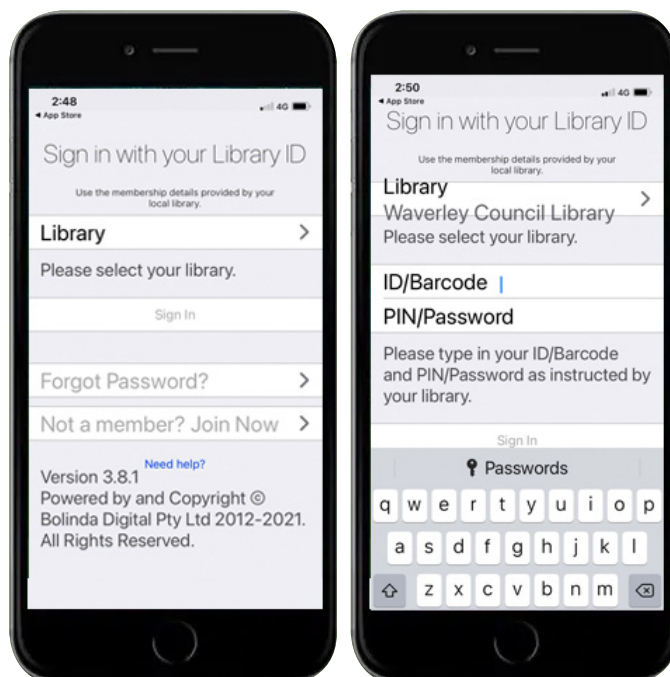 2:48
4G
◀ App Store
Sign in with your Library ID
Use the membership details provided by your
local library.
Library
Please select your library.
Sign In
Forgot Password?
Not a member? Join Now
Need help?
Version 3.8.1
Powered by and Copyright ©
Bolinda Digital Pty Ltd 2012-2021.
All Rights Reserved.
2:50
4G
◀ App Store
Sign in with your Library ID
Use the membership details provided by your
local library.
Library
Waverley Council Library
Please select your library.
ID/Barcode
PIN/Password
Please type in your ID/Barcode
and PIN/Password as instructed by
your library.
Sign In
Passwords
q w e r t y u i o p
a s d f g h j k l
z x c v b n m